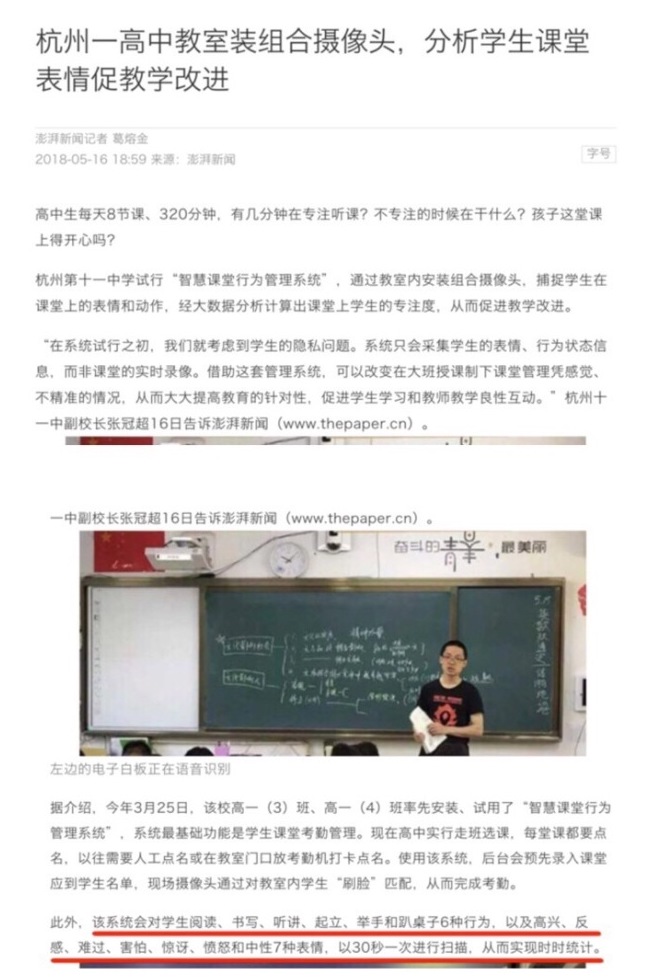 杭州一高中教室装组合摄像头，分析学生课堂
表情促教学改进
澎湃新闻记者 葛熔金
2018-05-16 18:59 来源：澎湃新闻
字号
高中生每天8节课、320分钟，有几分钟在专注听课？不专注的时候在干什么？孩子这堂课
上得开心吗？
杭州第十一中学试行“智慧课堂行为管理系统”，通过教室内安装组合摄像头，捕捉学生在
课堂上的表情和动作，经大数据分析计算出课堂上学生的专注度，从而促进教学改进。
“在系统试行之初，我们就考虑到学生的隐私问题。系统只会采集学生的表情、行为状态信
息，而非课堂的实时录像。借助这套管理系统，可以改变在大班授课制下课堂管理凭感觉、
不精准的情况，从而大大提高教育的针对性，促进学生学习和教师教学良性互动。”杭州十
一中副校长张冠超16日告诉澎湃新闻（www.thepaper.cn）。
一中副校长张冠超16日告诉澎湃新闻（www.thepaper.cn）。
奋斗的青春，最美丽
左边的电子白板正在语音识别
据介绍，今年3月25日，该校高一（3）班、高一（4）班率先安装、试用了“智慧课堂行为
管理系统”，系统最基础功能是学生课堂考勤管理。现在高中实行走班选课，每堂课都要点
名，以往需要人工点名或在教室门口放考勤机打卡点名。使用该系统，后台会预先录入课堂
应到学生名单，现场摄像头通过对教室内学生“刷脸”匹配，从而完成考勤。
此外，该系统会对学生阅读、书写、听讲、起立、举手和趴桌子6种行为，以及高兴、反
感、难过、害怕、惊讶、愤怒和中性7种表情，以30秒一次进行扫描，从而实现时时统计。